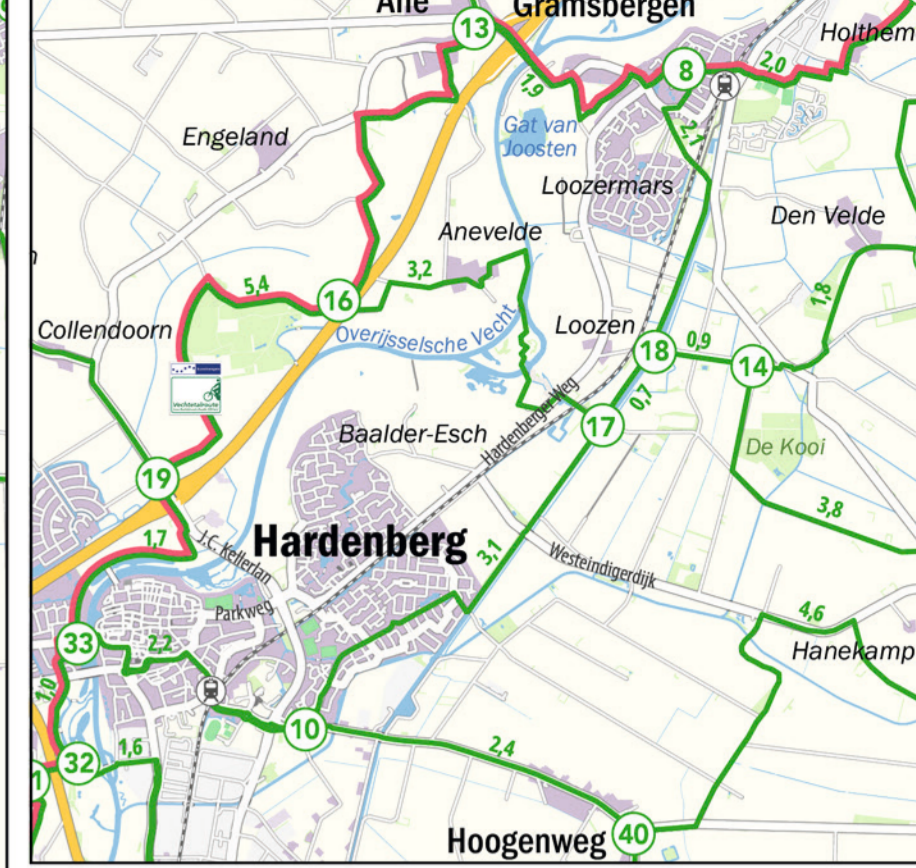 Ane
Gramsbergen
13
Holthem
8
2,0
1,9
Gat van
Joosten
2,1
Engeland
Loozermars
Den Velde
Anevelde
5,4
16
3,2
1,8
Collendoorn
Overijsselsche Vecht
Loozen
18
0,9
14
Vechtetalroute
0,7
Hardenberger Weg
17
Baalder-Esch
De Kooi
19
3,8
1,7
J.C. Kellerlan
Hardenberg
3,1
Westeindigerdijk
Parkweg
4,6
33
2,2
Hanekamp
1,0
10
1,6
2,4
32
1
Hoogenweg
40